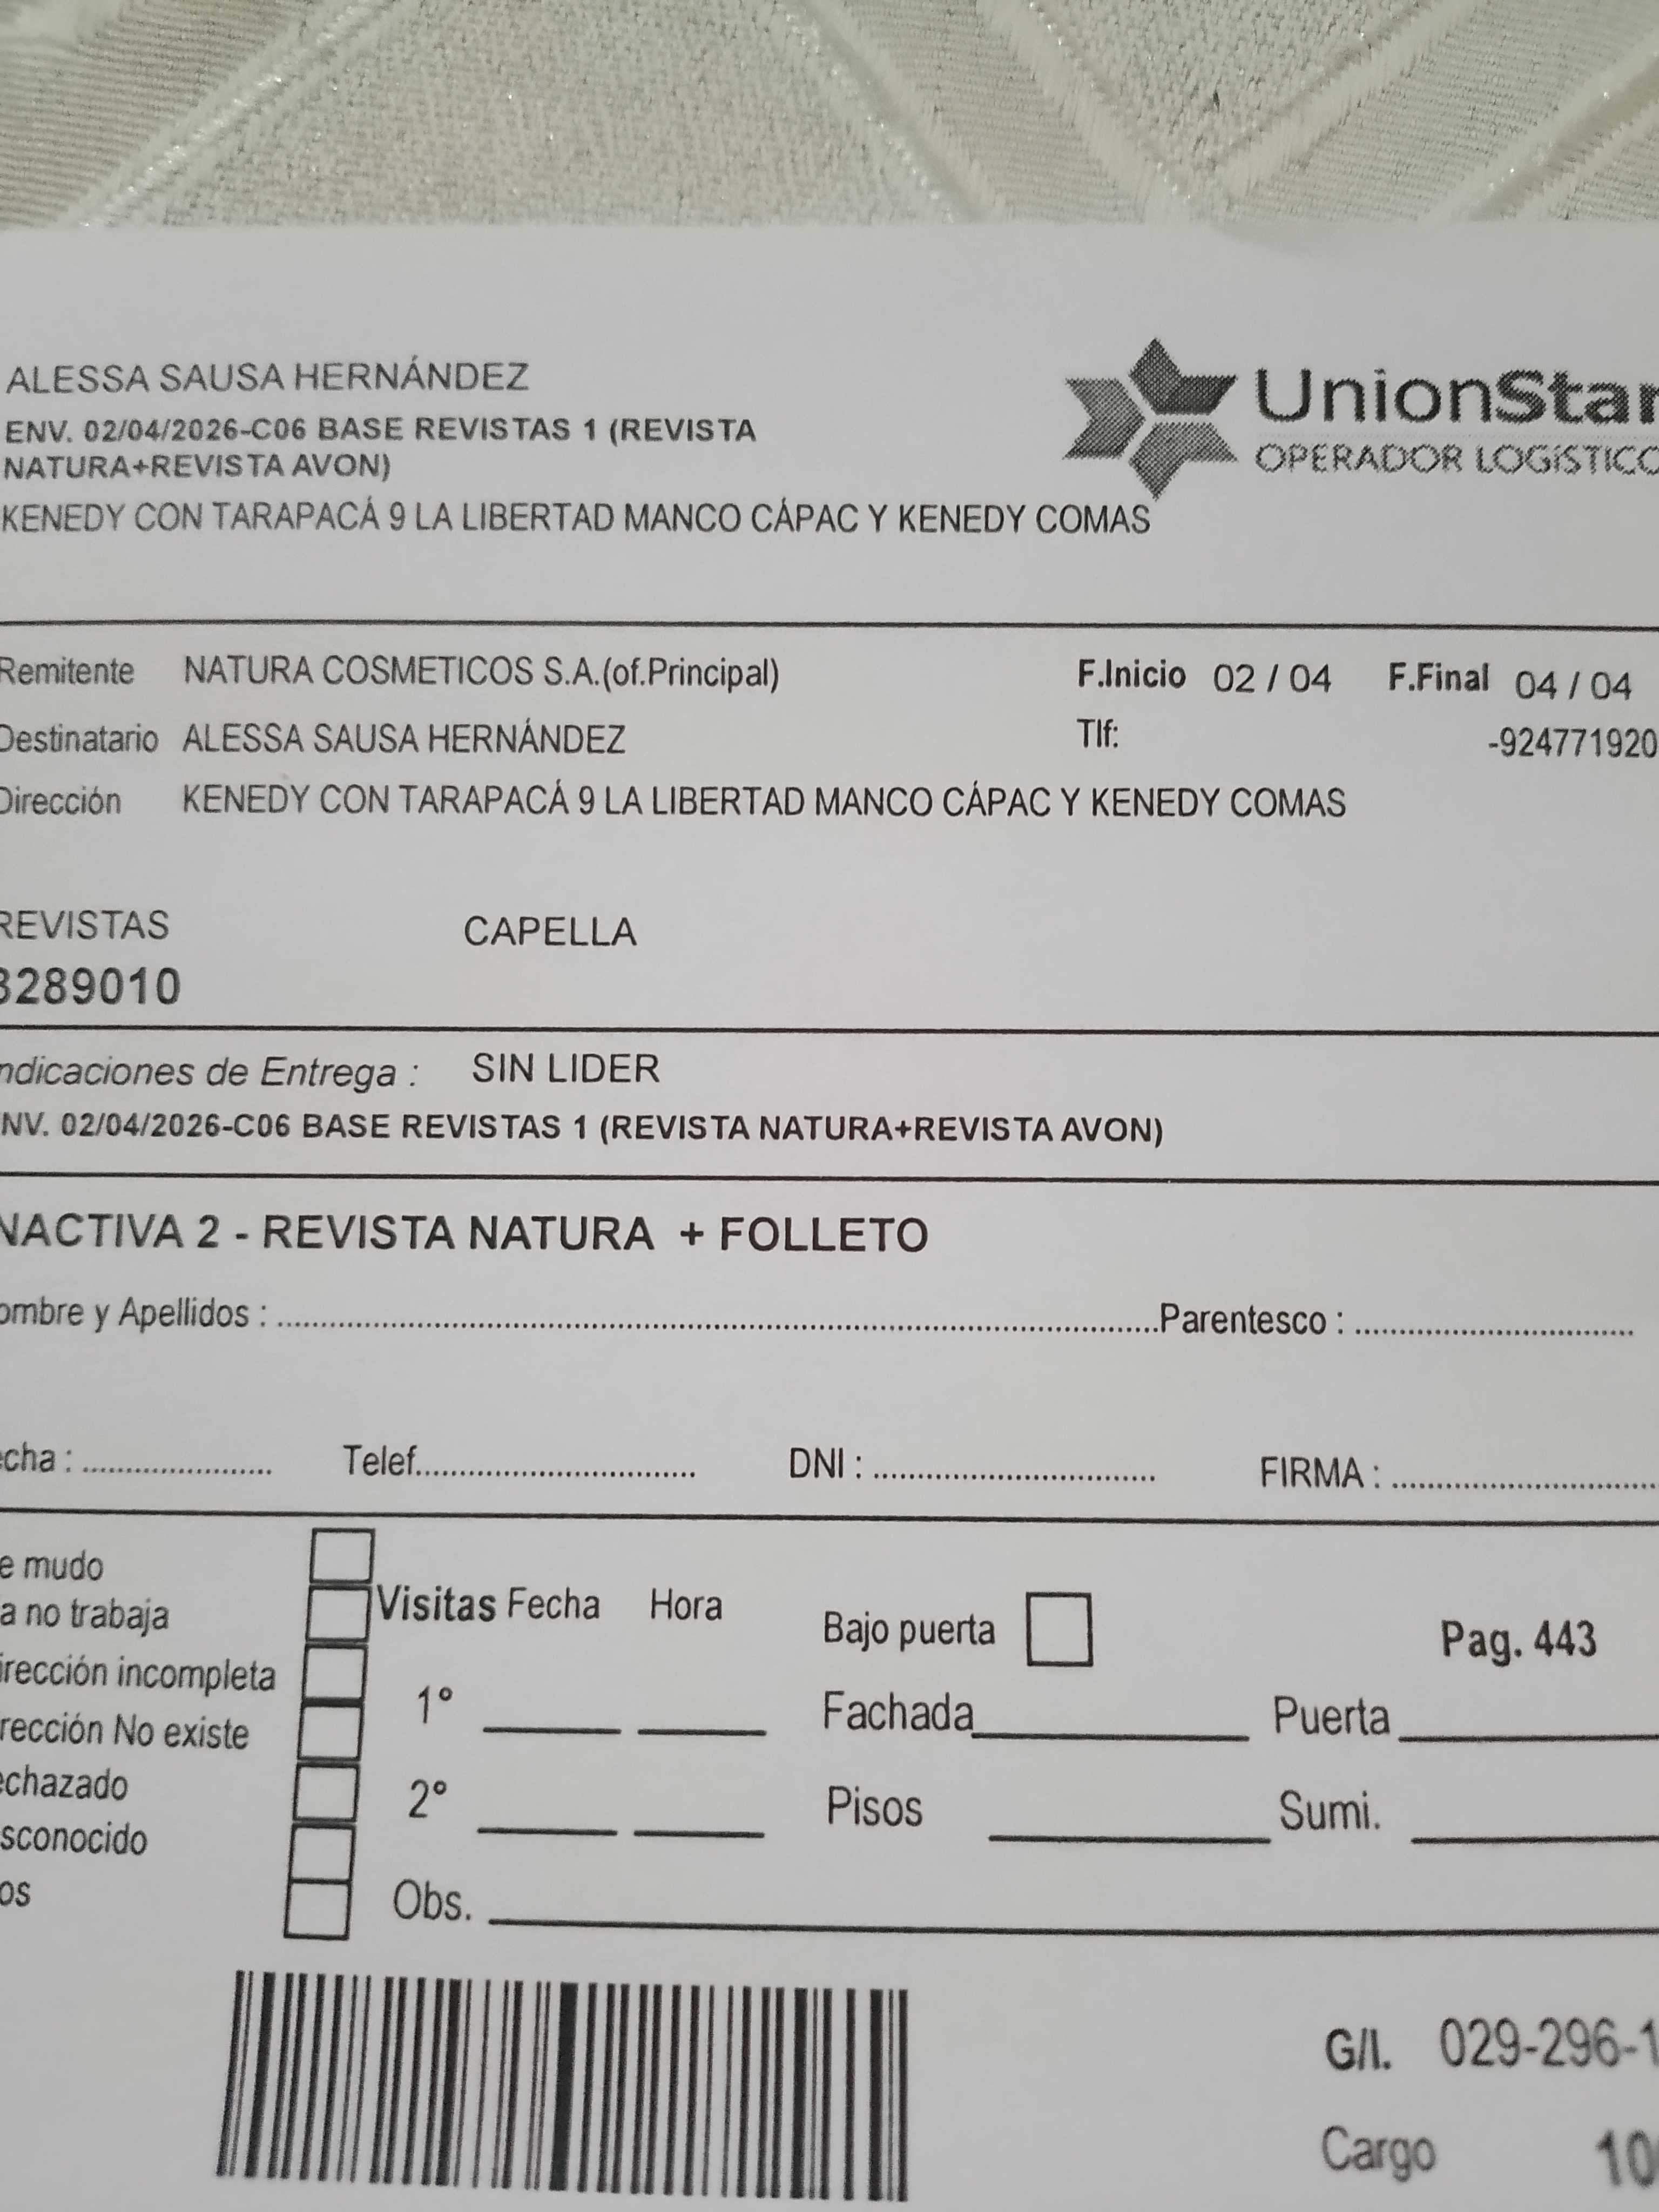 ALESSA SAUSA HERNÁNDEZ
UnionStar
OPERADOR LOGÍSTICO
ENV. 02/04/2026-C06 BASE REVISTAS 1 (REVISTA
NATURA+REVISTA AVON)
KENEDY CON TARAPACÁ 9 LA LIBERTAD MANCO CÁPAC Y KENEDY COMAS
Remitente NATURA COSMETICOS S.A.(of.Principal) F.Inicio 02 / 04 F.Final 04 / 04
Destinatario ALESSA SAUSA HERNÁNDEZ Tlf: -924771920
Dirección KENEDY CON TARAPACÁ 9 LA LIBERTAD MANCO CÁPAC Y KENEDY COMAS
REVISTAS CAPELLA
3289010
ndicaciones de Entrega : SIN LIDER
NV. 02/04/2026-C06 BASE REVISTAS 1 (REVISTA NATURA+REVISTA AVON)
NACTIVA 2 - REVISTA NATURA + FOLLETO
ombre y Apellidos : Parentesco :
cha : Telef. DNI : FIRMA :
e mudo
a no trabaja
Visitas Fecha Hora
Bajo puerta
Pag. 443
irección incompleta
1° Fachada Puerta
rección No existe
echazado
2° Pisos Sumi.
sconocido
os
Obs.
G/I. 029-296-1
Cargo 10